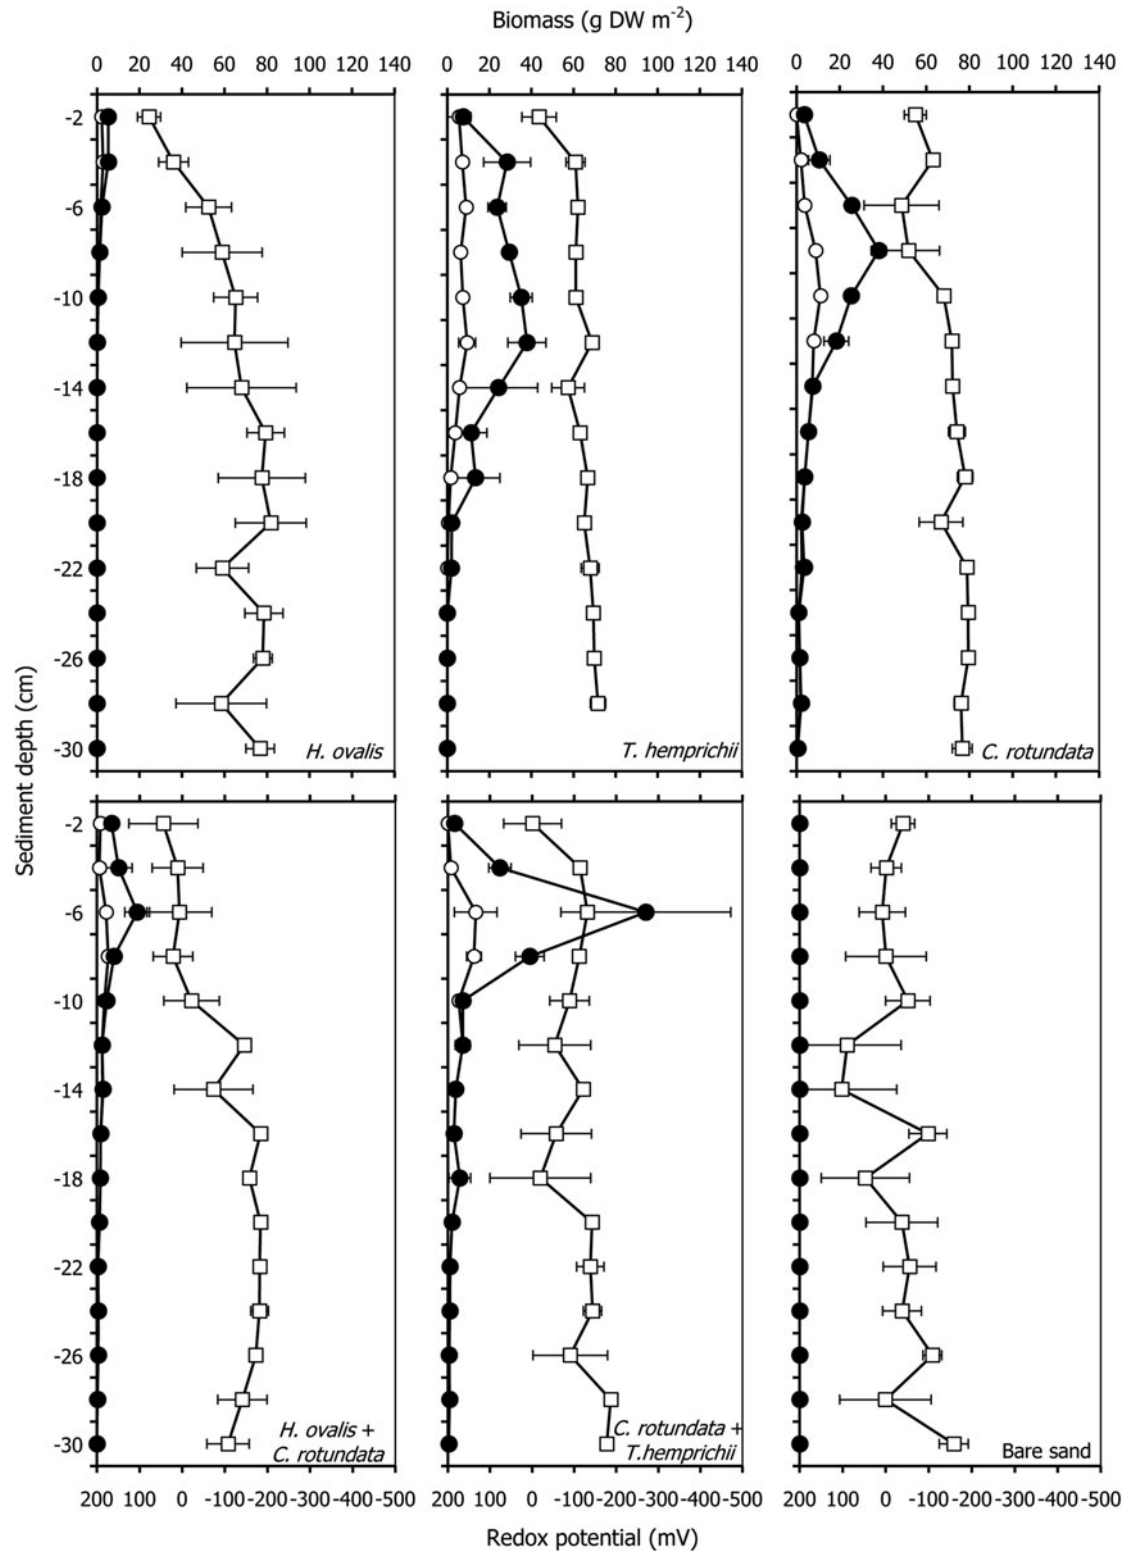 Biomass (g DW m-2)
0 20 40 60 80 100 120 140
0 20 40 60 80 100 120 140
0 20 40 60 80 100 120 140
Sediment depth (cm)
-2
-6
-10
-14
-18
-22
-26
-30
H. ovalis
T. hemprichii
C. rotundata
-2
-6
-10
-14
-18
-22
-26
-30
H. ovalis +
C. rotundata
C. rotundata +
T.hemprichii
Bare sand
200 100 0 -100 -200 -300 -400 -500
200 100 0 -100 -200 -300 -400 -500
200 100 0 -100 -200 -300 -400 -500
Redox potential (mV)